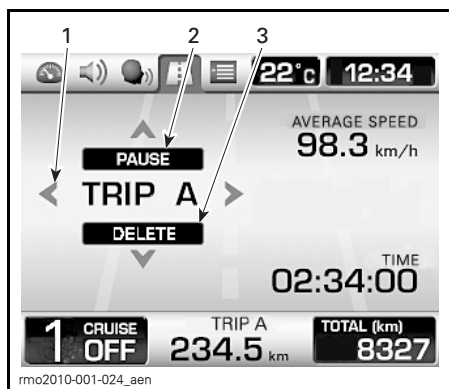 1 2 3
22°c 12:34
AVERAGE SPEED
98.3 km/h
PAUSE
TRIP A
DELETE
TIME
02:34:00
1 CRUISE OFF
TRIP A
234.5 km
TOTAL (km)
8327
rmo2010-001-024_aen